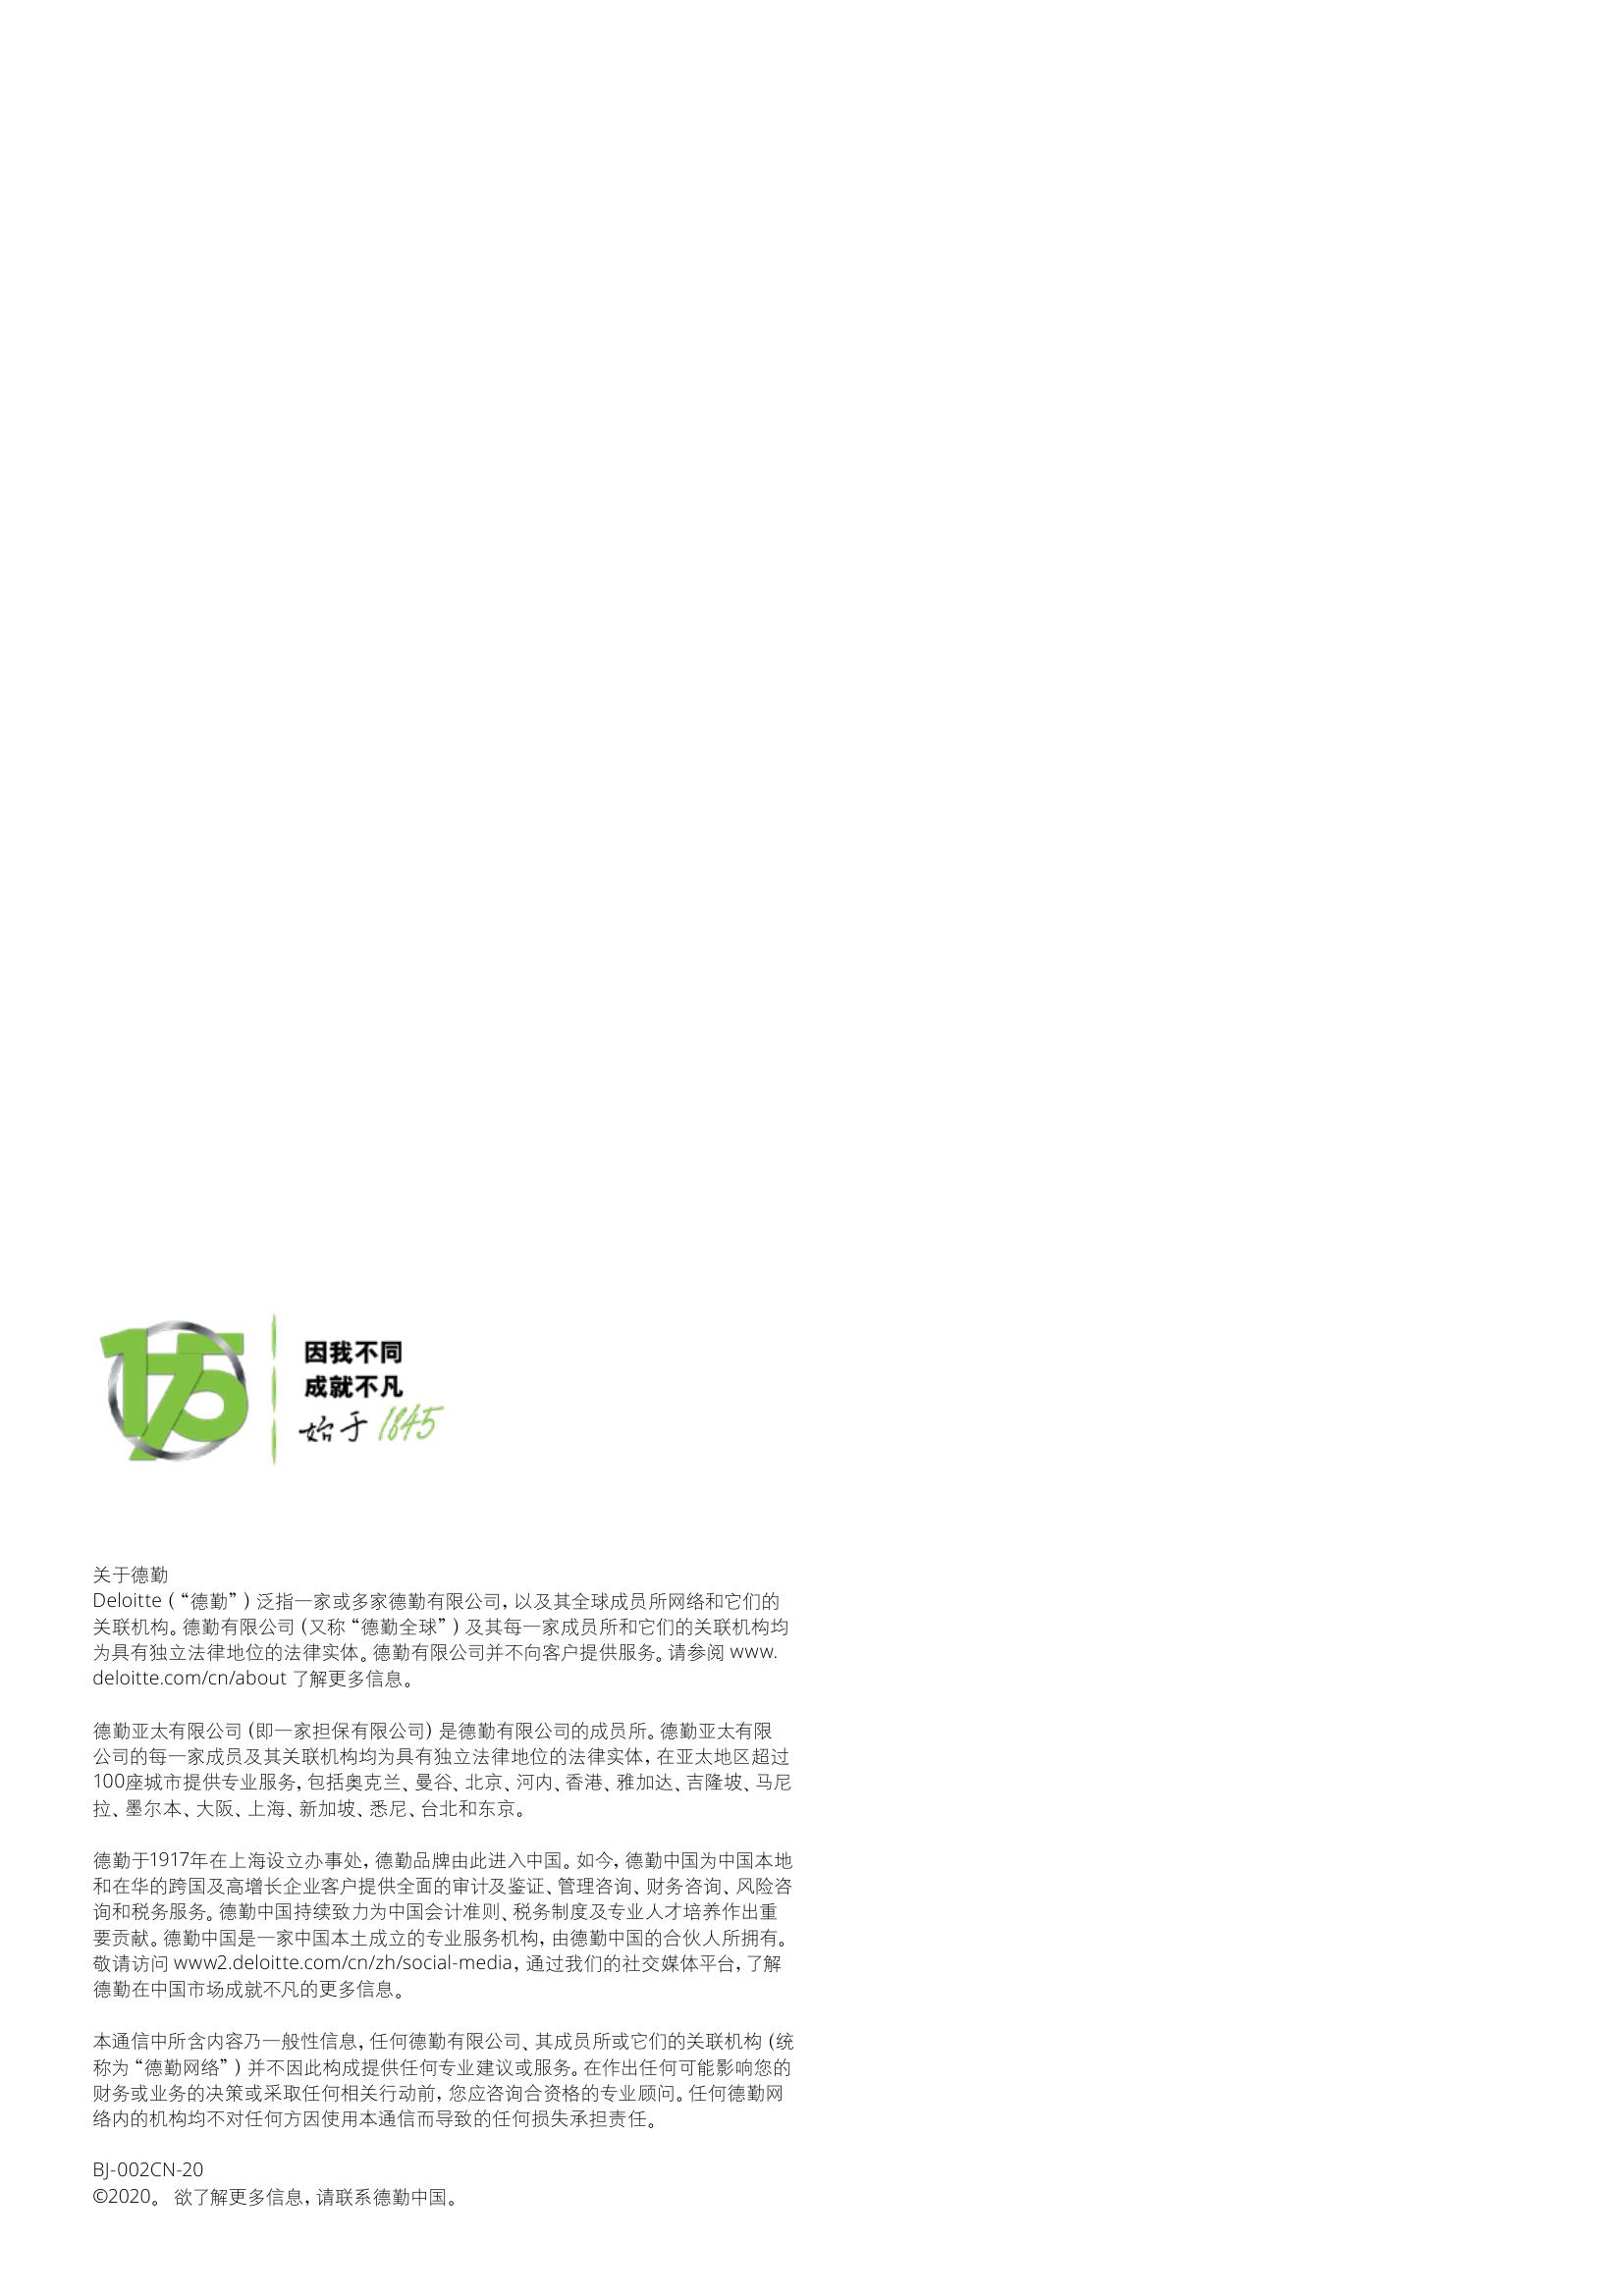 175
因我不同
成就不凡
始于1845
关于德勤
Deloitte（“德勤”）泛指一家或多家德勤有限公司，以及其全球成员所网络和它们的
关联机构。德勤有限公司（又称“德勤全球”）及其每一家成员所和它们的关联机构均
为具有独立法律地位的法律实体。德勤有限公司并不向客户提供服务。请参阅 www.
deloitte.com/cn/about 了解更多信息。
德勤亚太有限公司（即一家担保有限公司）是德勤有限公司的成员所。德勤亚太有限
公司的每一家成员及其关联机构均为具有独立法律地位的法律实体，在亚太地区超过
100座城市提供专业服务，包括奥克兰、曼谷、北京、河内、香港、雅加达、吉隆坡、马尼
拉、墨尔本、大阪、上海、新加坡、悉尼、台北和东京。
德勤于1917年在上海设立办事处，德勤品牌由此进入中国。如今，德勤中国为中国本地
和在华的跨国及高增长企业客户提供全面的审计及鉴证、管理咨询、财务咨询、风险咨
询和税务服务。德勤中国持续致力为中国会计准则、税务制度及专业人才培养作出重
要贡献。德勤中国是一家中国本土成立的专业服务机构，由德勤中国的合伙人所拥有。
敬请访问 www2.deloitte.com/cn/zh/social-media，通过我们的社交媒体平台，了解
德勤在中国市场成就不凡的更多信息。
本通信中所含内容乃一般性信息，任何德勤有限公司、其成员所或它们的关联机构（统
称为“德勤网络”）并不因此构成提供任何专业建议或服务。在作出任何可能影响您的
财务或业务的决策或采取任何相关行动前，您应咨询合资格的专业顾问。任何德勤网
络内的机构均不对任何方因使用本通信而导致的任何损失承担责任。
BJ-002CN-20
©2020。 欲了解更多信息，请联系德勤中国。